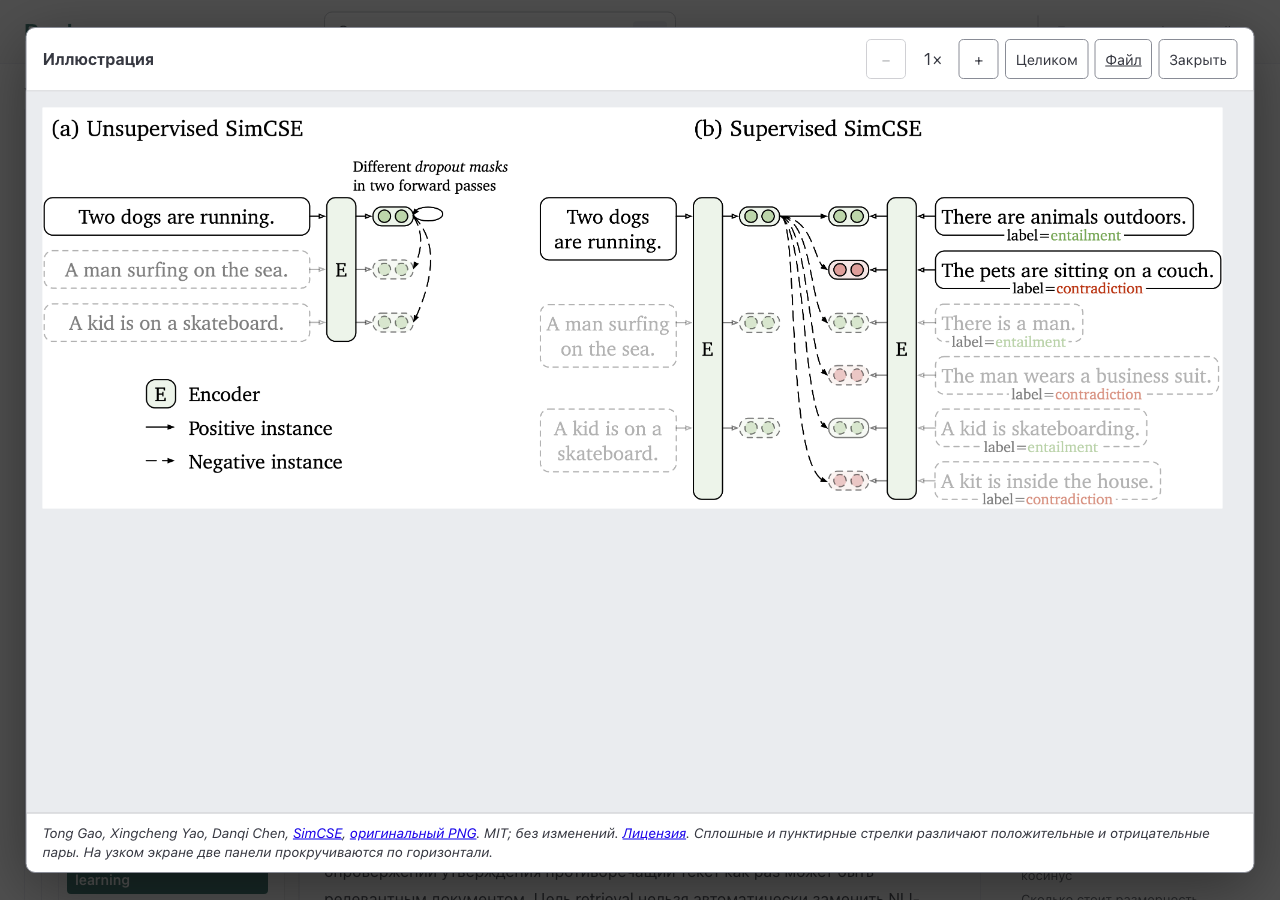 Иллюстрация
−
1×
+
Целиком
Файл
Закрыть
(a) Unsupervised SimCSE
Different dropout masks
in two forward passes
Two dogs are running.
A man surfing on the sea.
A kid is on a skateboard.
E
E Encoder
Positive instance
Negative instance
(b) Supervised SimCSE
Two dogs
are running.
A man surfing
on the sea.
A kid is on a
skateboard.
E
E
There are animals outdoors.
label=entailment
The pets are sitting on a couch.
label=contradiction
There is a man.
label=entailment
The man wears a business suit.
label=contradiction
A kid is skateboarding.
label=entailment
A kit is inside the house.
label=contradiction
Tong Gao, Xingcheng Yao, Danqi Chen, SimCSE, оригинальный PNG. MIT; без изменений. Лицензия. Сплошные и пунктирные стрелки различают положительные и отрицательные
пары. На узком экране две панели прокручиваются по горизонтали.
learning
косинус